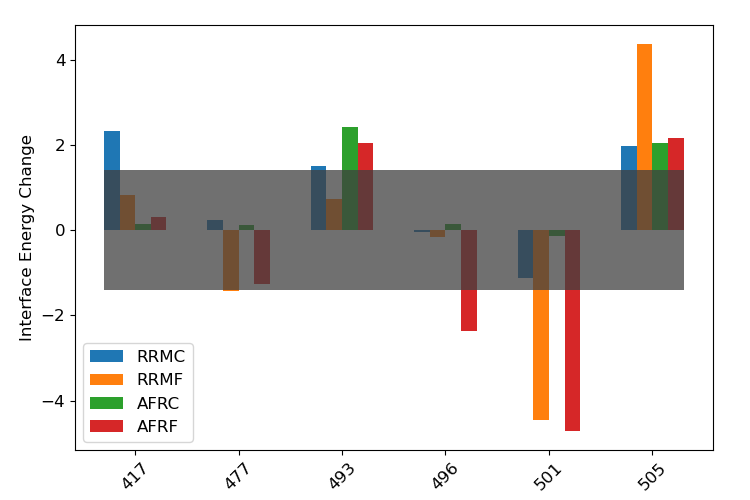 4
2
0
−2
−4
Interface Energy Change
RRMC
RRMF
AFRC
AFRF
417
477
493
496
501
505